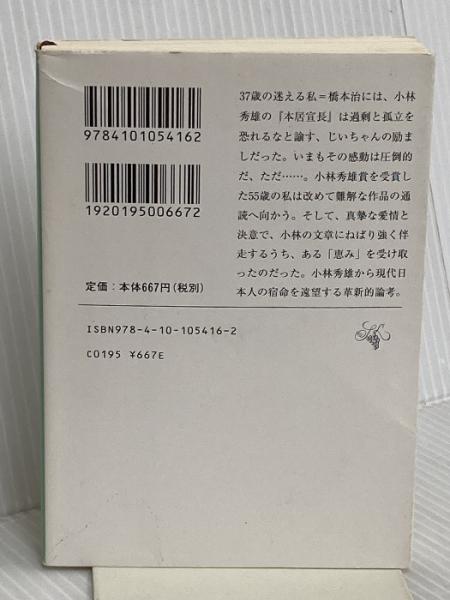 9784101054162
1920195006672
定価:本体667円(税別)
ISBN978-4-10-105416-2
C0195 ¥667E
37歳の迷える私=橋本治には、小林
秀雄の『本居宣長』は過剰と孤立を
恐れるなと諭す、じいちゃんの励ま
しだった。いまもその感動は圧倒的
だ、ただ……。小林秀雄賞を受賞し
た55歳の私は改めて難解な作品の通
読へ向かう。そして、真摯な愛情と
決意で、小林の文章にねばり強く伴
走するうち、ある「恵み」を受け取
ったのだった。小林秀雄から現代日
本人の宿命を遠望する革新的論考。